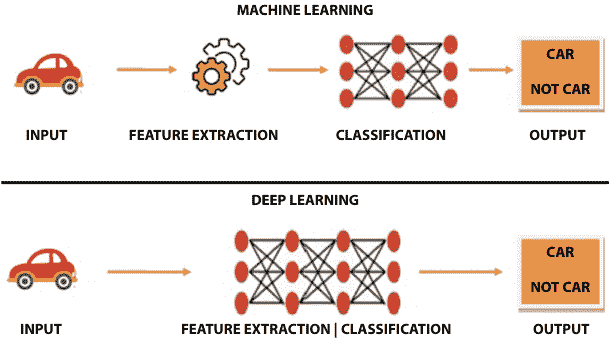 MACHINE LEARNING
CAR
NOT CAR
INPUT
FEATURE EXTRACTION
CLASSIFICATION
OUTPUT
DEEP LEARNING
CAR
NOT CAR
INPUT
FEATURE EXTRACTION | CLASSIFICATION
OUTPUT